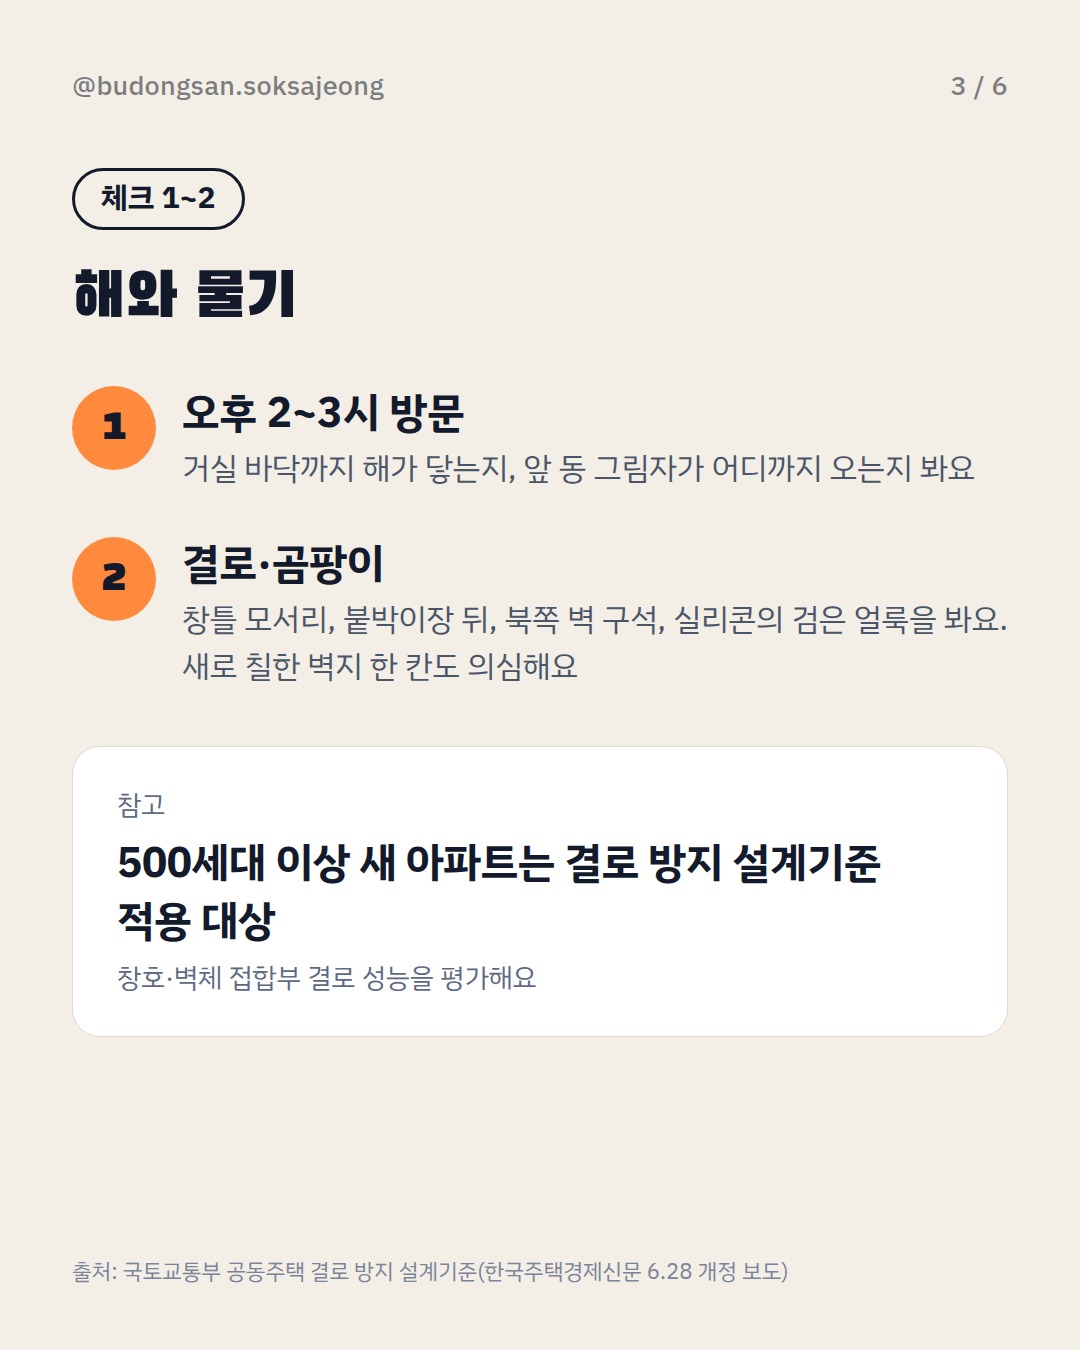 @budongsan.soksajeong
3 / 6
체크 1~2
해와 물기
1
오후 2~3시 방문
거실 바닥까지 해가 닿는지, 앞 동 그림자가 어디까지 오는지 봐요
2
결로·곰팡이
창틀 모서리, 붙박이장 뒤, 북쪽 벽 구석, 실리콘의 검은 얼룩을 봐요.
새로 칠한 벽지 한 칸도 의심해요
참고
500세대 이상 새 아파트는 결로 방지 설계기준
적용 대상
창호·벽체 접합부 결로 성능을 평가해요
출처: 국토교통부 공동주택 결로 방지 설계기준(한국주택경제신문 6.28 개정 보도)